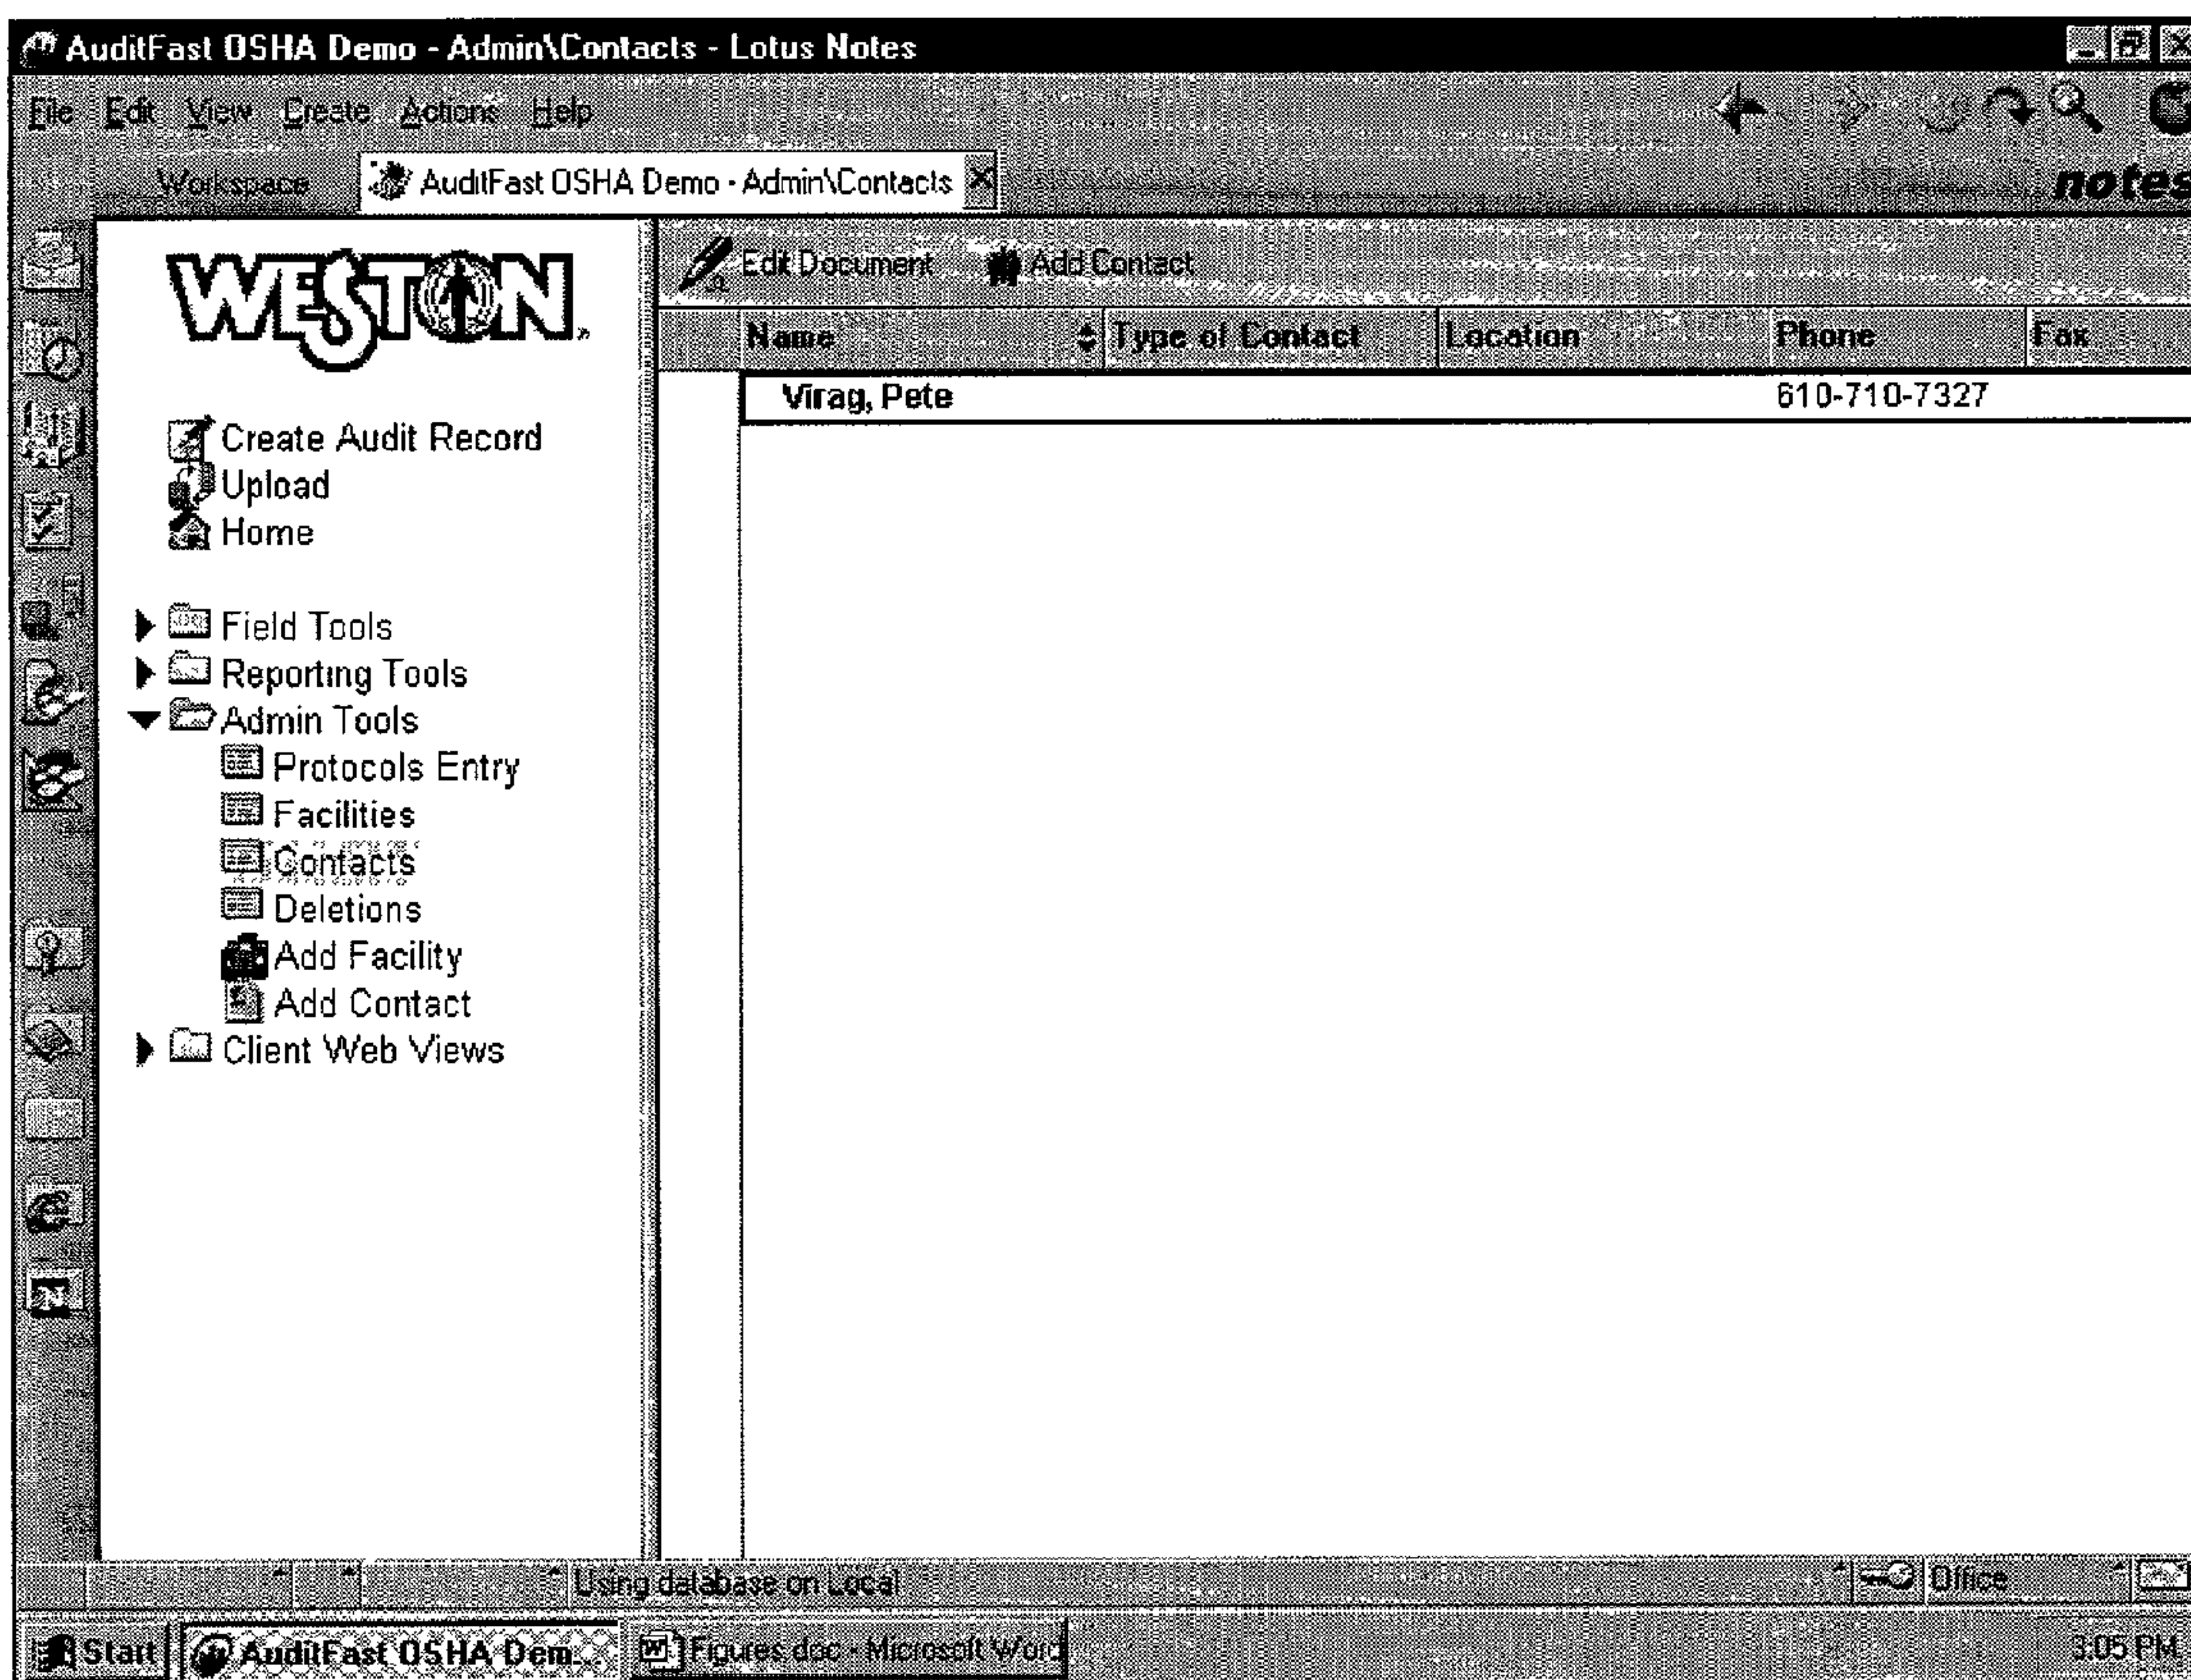 AuditFast OSHA Demo - Admin\Contacts - Lotus Notes
File Edit View Create Actions Help
Workspace AuditFast OSHA Demo - Admin\Contacts
notes
WESTON
Edit Document Add Contact
Name Type of Contact Location Phone Fax
Virag, Pete 610-710-7327
Create Audit Record
Upload
Home
Field Tools
Reporting Tools
Admin Tools
Protocols Entry
Facilities
Contacts
Deletions
Add Facility
Add Contact
Client Web Views
Using database on Local Office
Start AuditFast OSHA Dem... Figures.doc - Microsoft Word 3:05 PM